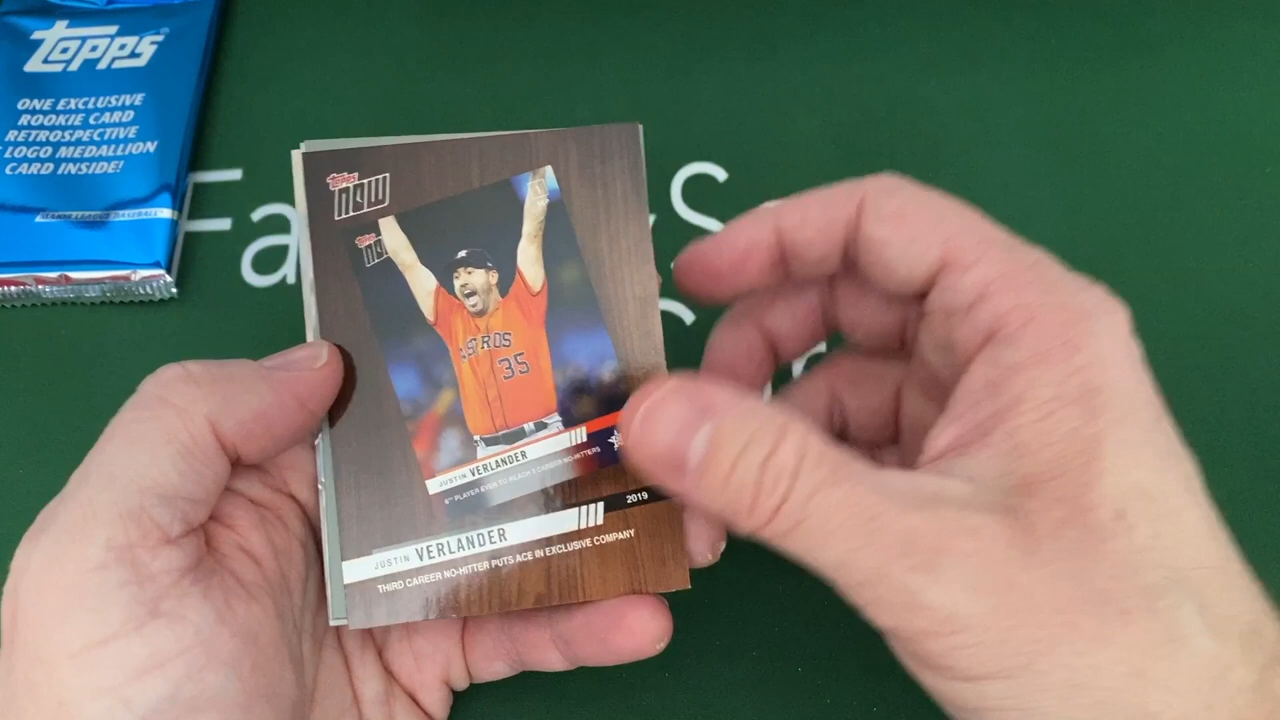 Topps
ONE EXCLUSIVE
ROOKIE CARD
RETROSPECTIVE
LOGO MEDALLION
CARD INSIDE!
MAJOR LEAGUE BASEBALL
Fa
TOPPS
NOW
TOPPS
ASTROS
35
JUSTIN VERLANDER
6TH PLAYER EVER TO REACH 3 CAREER NO-HITTERS
2019
JUSTIN VERLANDER
THIRD CAREER NO-HITTER PUTS ACE IN EXCLUSIVE COMPANY